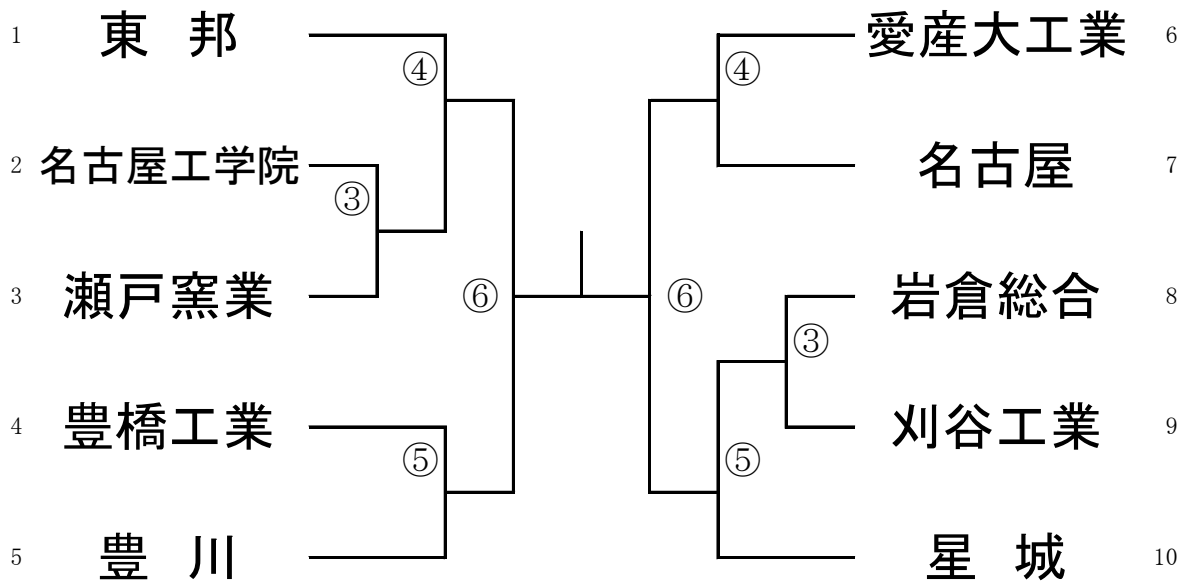 1 東 邦
④
2 名古屋工学院
③
3 瀬戸窯業
⑥
4 豊橋工業
⑤
5 豊 川
愛産大工業 6
④
名古屋 7
岩倉総合 8
⑥
③
刈谷工業 9
⑤
星 城 10